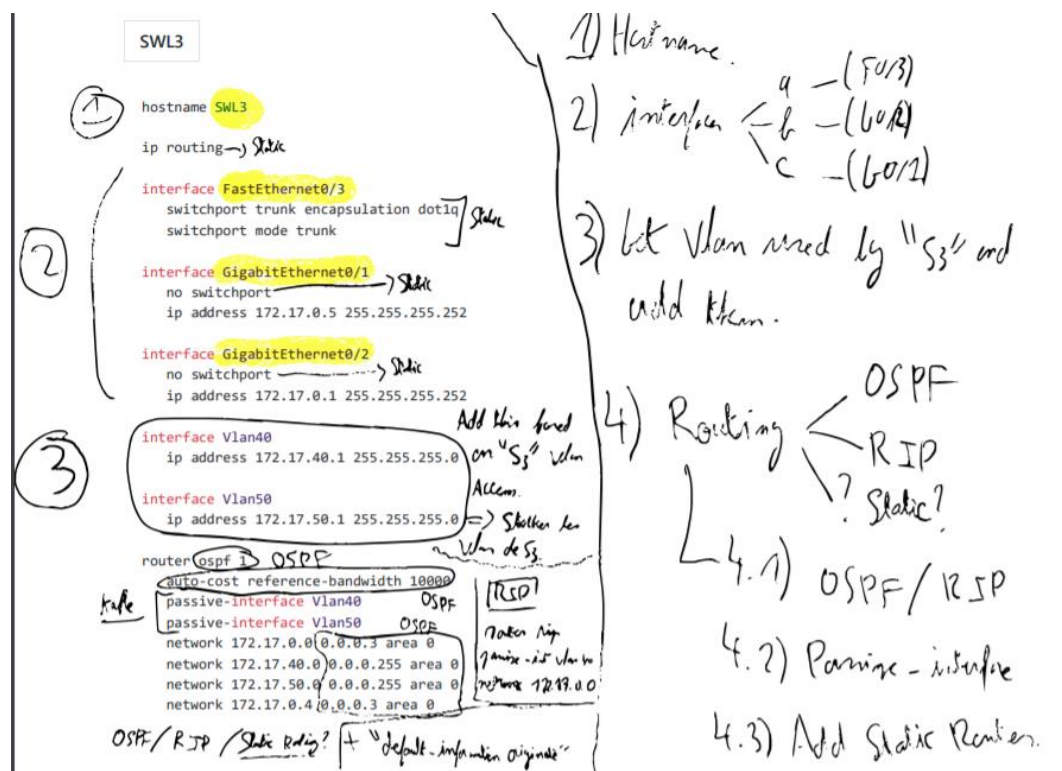 SWL3
① hostname SWL3
ip routing → Static
②
interface FastEthernet0/3
switchport trunk encapsulation dot1q
switchport mode trunk
Static
interface GigabitEthernet0/1
no switchport → Static
ip address 172.17.0.5 255.255.255.252
interface GigabitEthernet0/2
no switchport → Static
ip address 172.17.0.1 255.255.255.252
③
interface Vlan40
ip address 172.17.40.1 255.255.255.0
interface Vlan50
ip address 172.17.50.1 255.255.255.0
Add this based
on "S3" Vlan
Access.
=> Stocker les
Vlan de S3
router ospf 1 OSPF
auto-cost reference-bandwidth 10000
passive-interface Vlan40 OSPF
passive-interface Vlan50 OSPF
network 172.17.0.0 0.0.0.3 area 0
network 172.17.40.0 0.0.0.255 area 0
network 172.17.50.0 0.0.0.255 area 0
network 172.17.0.4 0.0.0.3 area 0
RIP
router rip
network
OSPF / RIP / Static Routing? + "default-information originate"
1) Hostname.
2) interface
a - (F0/3)
b
c - (G0/1)
3) Get Vlan used by "S3" and
add them.
4) Routing
OSPF
RIP
? Static?
4.1) OSPF / RIP
4.2) Passive-interface
4.3) Add Static Routes.